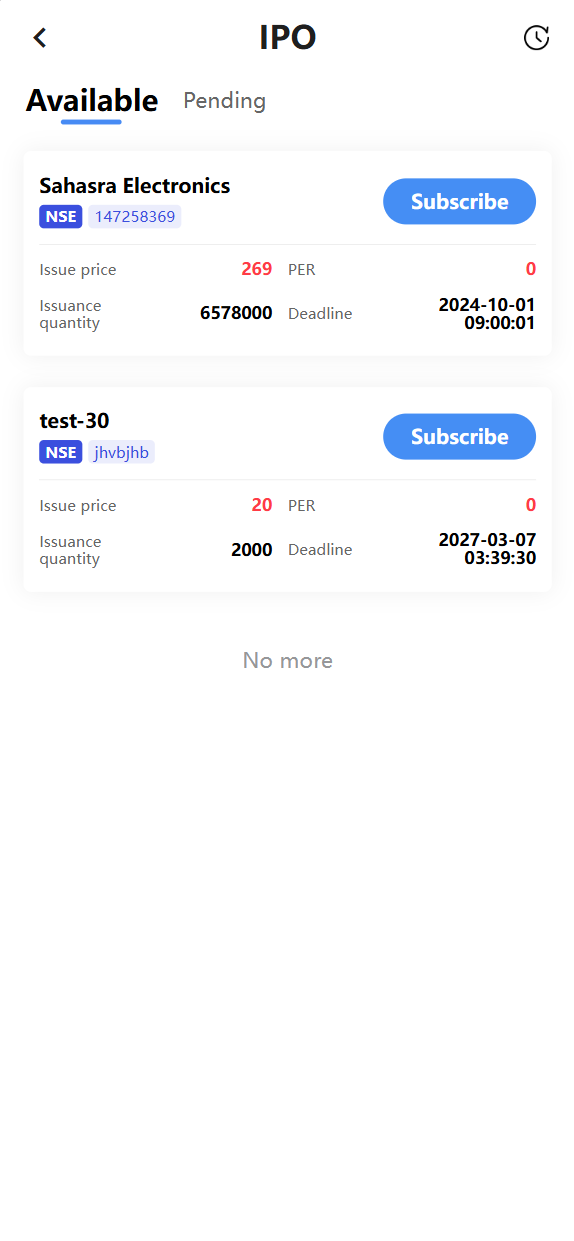 IPO
Available Pending
Sahasra Electronics
Subscribe
NSE 147258369
Issue price 269 PER 0
Issuance
quantity
6578000
Deadline
2024-10-01
09:00:01
test-30
Subscribe
NSE jhvbjhb
Issue price 20 PER 0
Issuance
quantity
2000
Deadline
2027-03-07
03:39:30
No more